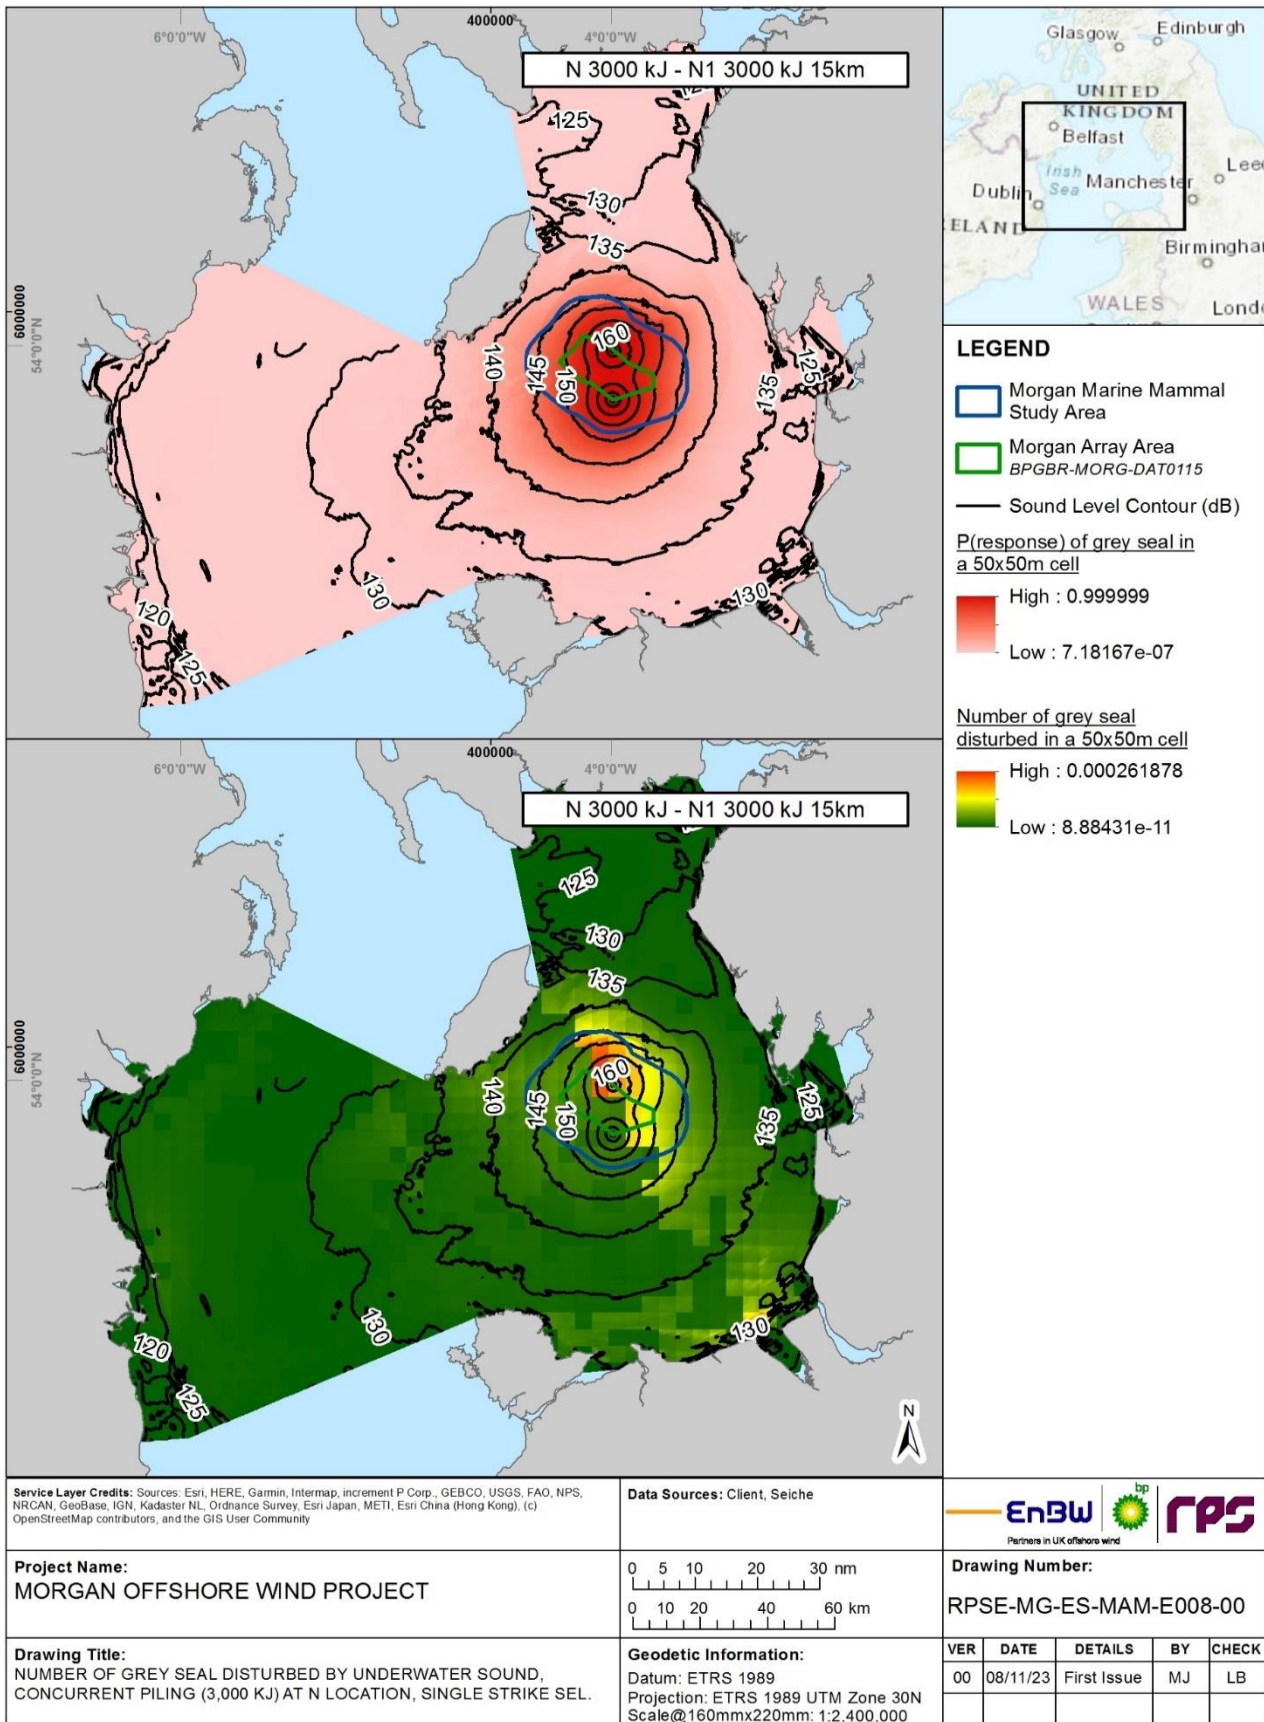 400000
6°0'0"W
4°0'0"W
N 3000 kJ - N1 3000 kJ 15km
125
130
135
160
140
145
150
135
125
130
130
120
125
6000000
54°0'0"N
400000
6°0'0"W
4°0'0"W
N 3000 kJ - N1 3000 kJ 15km
125
130
135
160
140
145
150
135
125
130
130
120
125
6000000
54°0'0"N
N
Glasgow
Edinburgh
UNITED
KINGDOM
Belfast
Irish
Sea
Manchester
Lee
Dublin
ELAND
Birminghar
WALES
Londo
LEGEND
Morgan Marine Mammal
Study Area
Morgan Array Area
BPGBR-MORG-DAT0115
Sound Level Contour (dB)
P(response) of grey seal in
a 50x50m cell
High : 0.999999
Low : 7.18167e-07
Number of grey seal
disturbed in a 50x50m cell
High : 0.000261878
Low : 8.88431e-11
Service Layer Credits: Sources: Esri, HERE, Garmin, Intermap, increment P Corp., GEBCO, USGS, FAO, NPS,
NRCAN, GeoBase, IGN, Kadaster NL, Ordnance Survey, Esri Japan, METI, Esri China (Hong Kong), (c)
OpenStreetMap contributors, and the GIS User Community
Data Sources: Client, Seiche
EnBW
bp
rps
Partners in UK offshore wind
Project Name:
MORGAN OFFSHORE WIND PROJECT
0 5 10 20 30 nm
0 10 20 40 60 km
Drawing Number:
RPSE-MG-ES-MAM-E008-00
Drawing Title:
NUMBER OF GREY SEAL DISTURBED BY UNDERWATER SOUND,
CONCURRENT PILING (3,000 KJ) AT N LOCATION, SINGLE STRIKE SEL.
Geodetic Information:
Datum: ETRS 1989
Projection: ETRS 1989 UTM Zone 30N
Scale@160mmx220mm: 1:2.400.000
VER DATE DETAILS BY CHECK
00 08/11/23 First Issue MJ LB